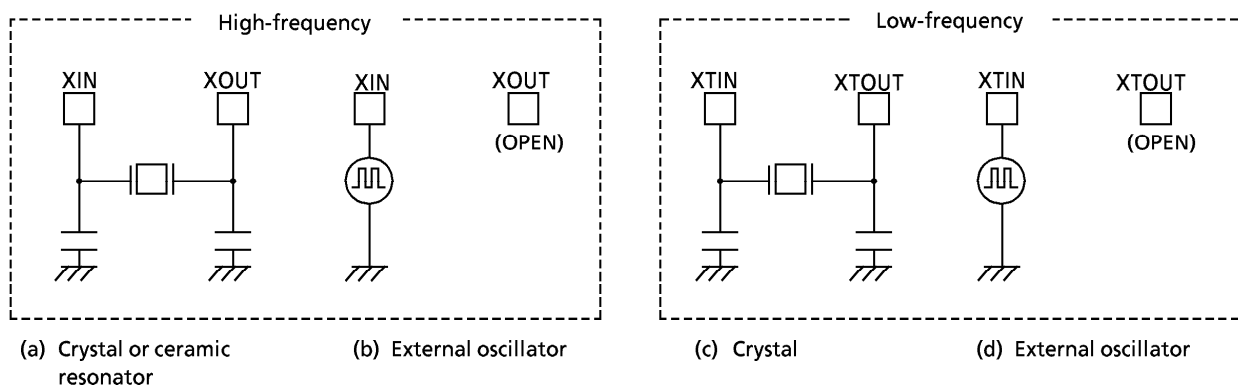 High-frequency
Low-frequency
XIN
XOUT
XIN
XOUT
(OPEN)
XTIN
XTOUT
XTIN
XTOUT
(OPEN)
(a) Crystal or ceramic
resonator
(b) External oscillator
(c) Crystal
(d) External oscillator